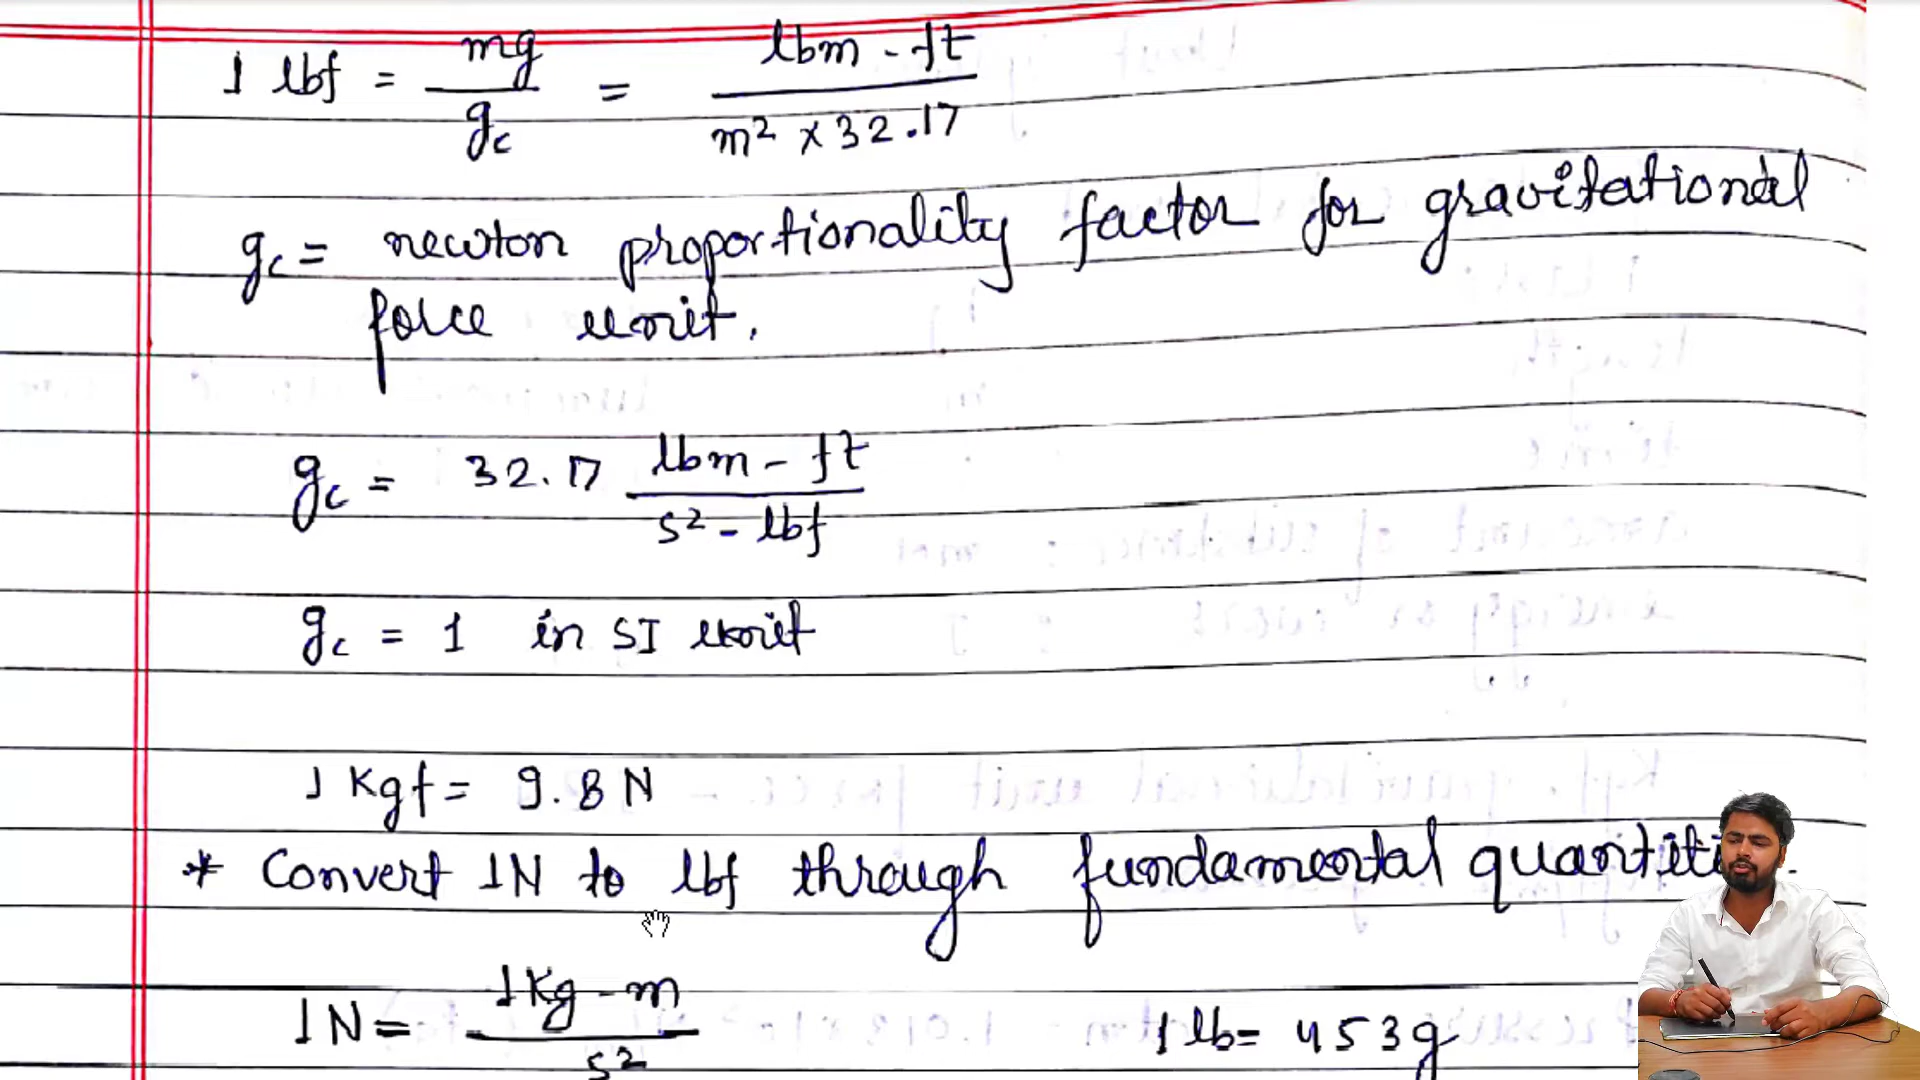 1 lbf = mg / gc = lbm - ft / m² × 32.17
gc = newton proportionality factor for gravitational
force unit.
gc = 32.17 lbm - ft / s² - lbf
gc = 1 in SI unit
1 Kgf = 9.8 N
* Convert 1N to lbf through fundamental
1N = 1Kg - m / s²
1 lb = 453g